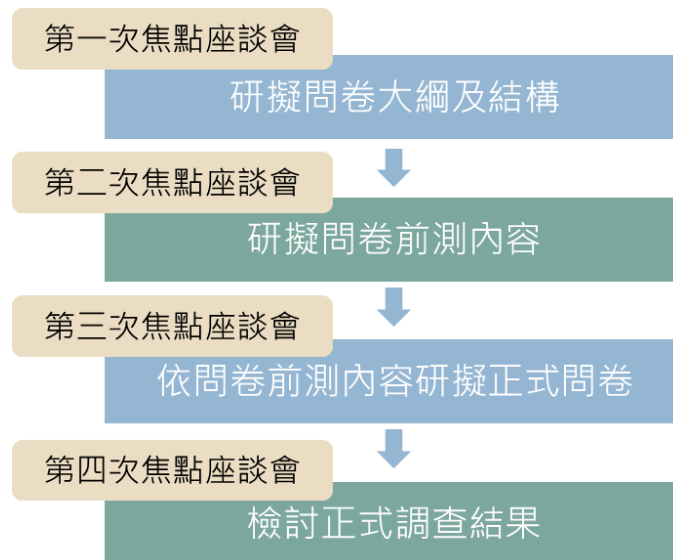 第一次焦點座談會
研擬問卷大綱及結構
第二次焦點座談會
研擬問卷前測內容
第三次焦點座談會
依問卷前測內容研擬正式問卷
第四次焦點座談會
檢討正式調查結果